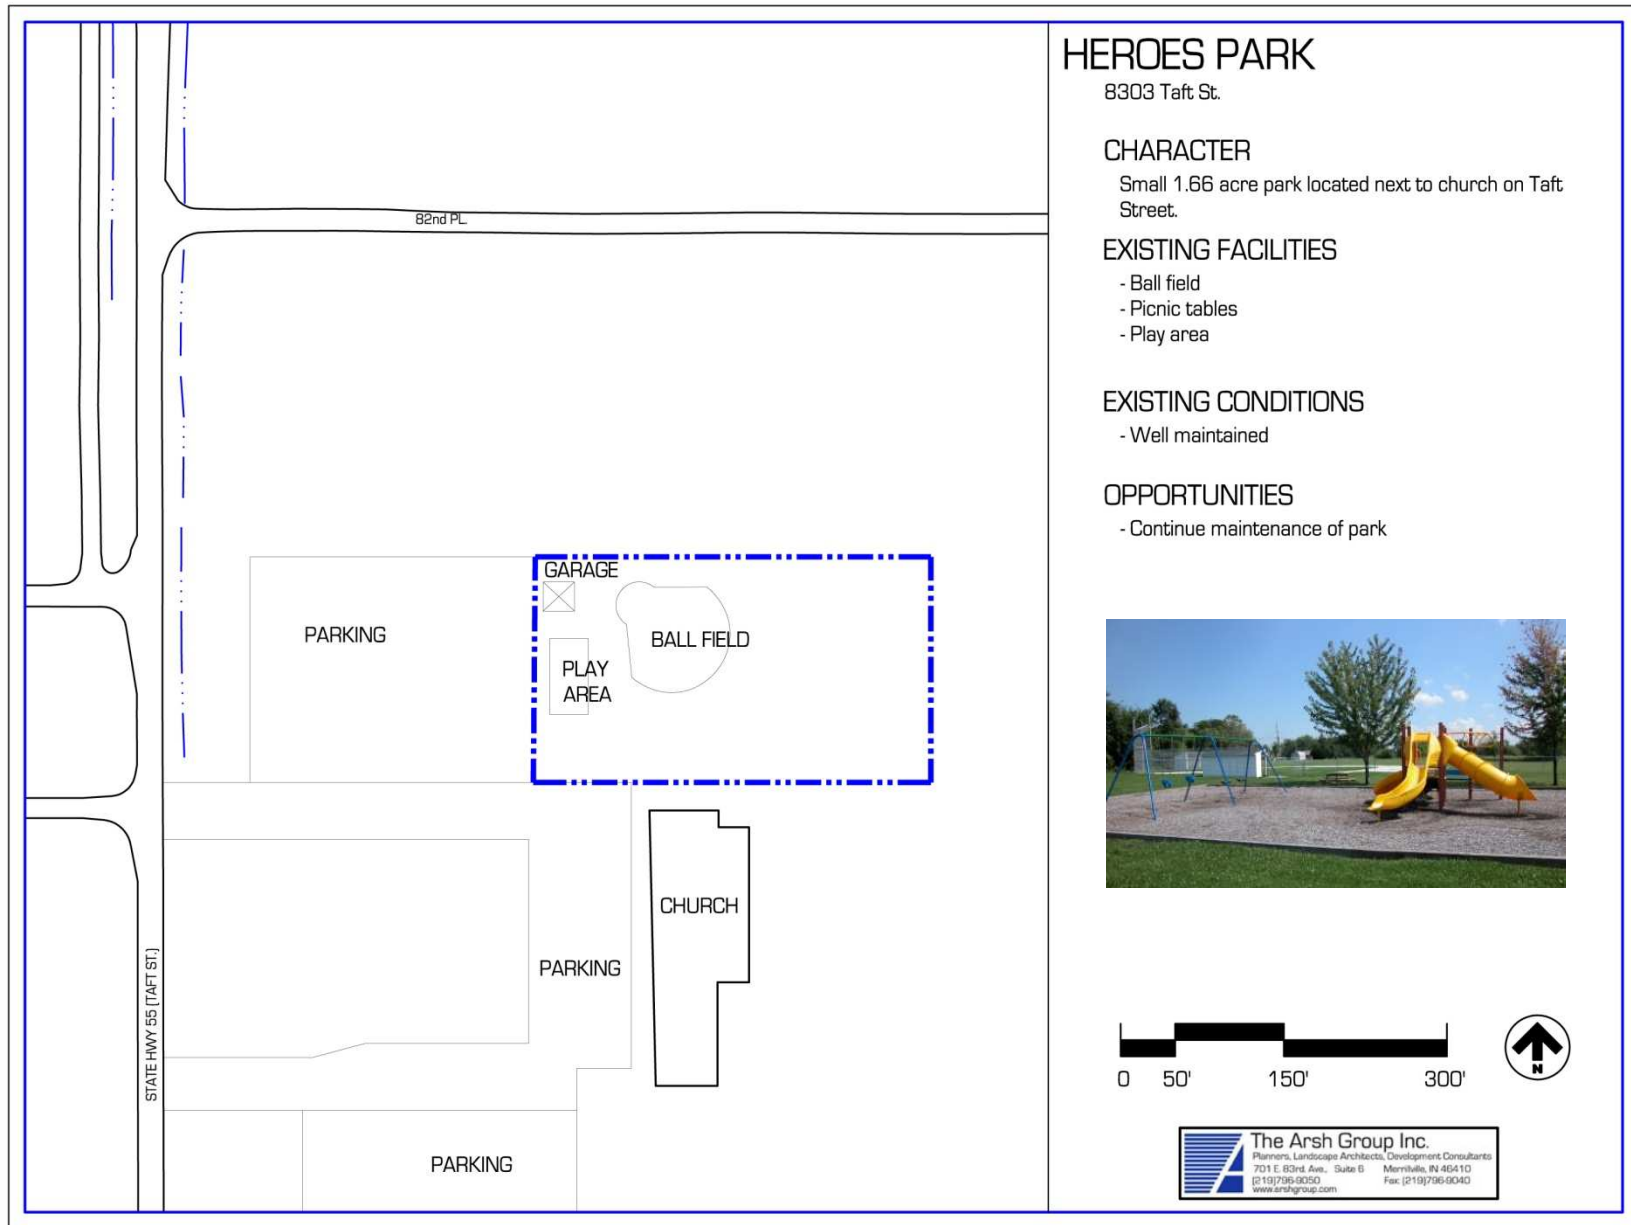 HEROES PARK
8303 Taft St.
CHARACTER
Small 1.66 acre park located next to church on Taft
Street.
EXISTING FACILITIES
- Ball field
- Picnic tables
- Play area
EXISTING CONDITIONS
- Well maintained
OPPORTUNITIES
- Continue maintenance of park
82nd PL.
GARAGE
PARKING
BALL FIELD
PLAY
AREA
CHURCH
PARKING
STATE HWY 55 (TAFT ST.)
PARKING
0 50' 150' 300'
N
The Arsh Group Inc.
Planners, Landscape Architects, Development Consultants
701 E. 83rd. Ave., Suite 6 Merrillville, IN 46410
(219)796-9050 Fax: (219)796-9040
www.arshgroup.com